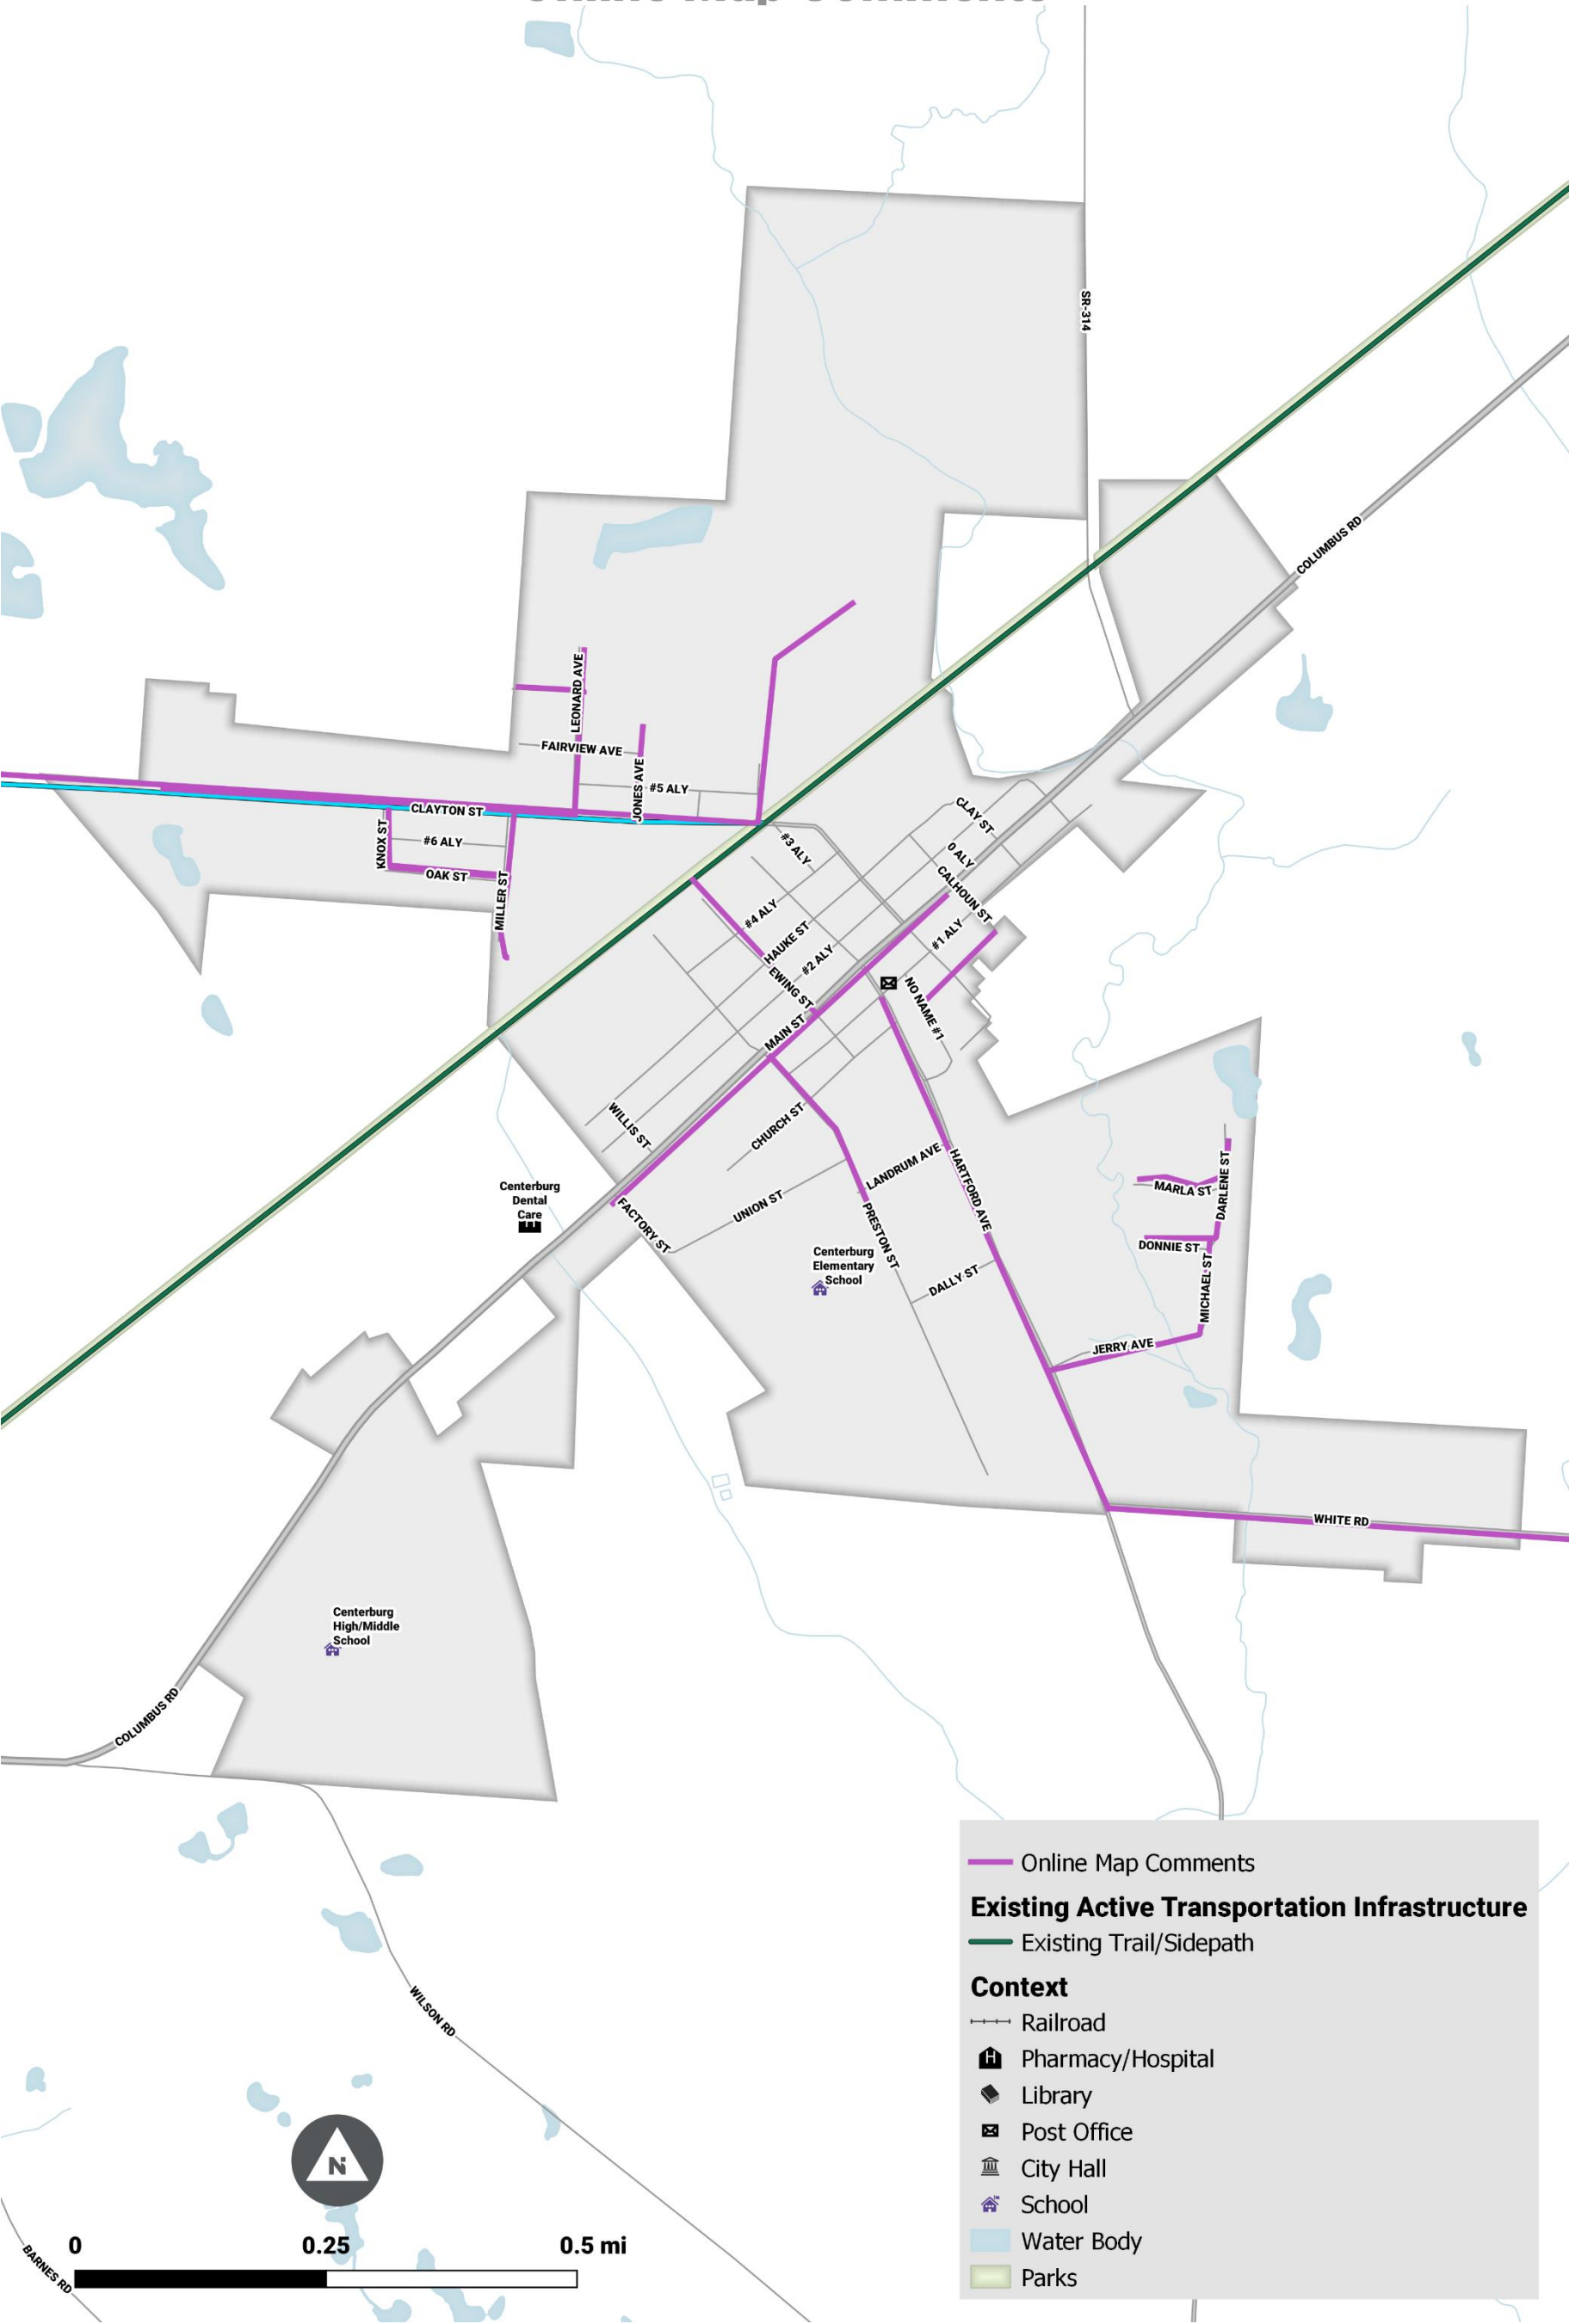 SR-314
COLUMBUS RD
LEONARD AVE
FAIRVIEW AVE
JONES AVE
#5 ALY
CLAYTON ST
KNOX ST
#6 ALY
OAK ST
MILLER ST
#3 ALY
CLAY ST
0 ALY
CALHOUN ST
#4 ALY
HAUKE ST
#2 ALY
#1 ALY
EWING ST
NO NAME #1
MAIN ST
WILLIS ST
CHURCH ST
LANDRUM AVE
HARTFORD AVE
MARLA ST
DARLENE ST
Centerburg
Dental
Care
FACTORY ST
UNION ST
PRESTON ST
DONNIE ST
MICHAEL ST
Centerburg
Elementary
School
DALLY ST
JERRY AVE
WHITE RD
Centerburg
High/Middle
School
COLUMBUS RD
WILSON RD
BARNES RD
N
0 0.25 0.5 mi
Online Map Comments
Existing Active Transportation Infrastructure
Existing Trail/Sidepath
Context
Railroad
H Pharmacy/Hospital
Library
Post Office
City Hall
School
Water Body
Parks